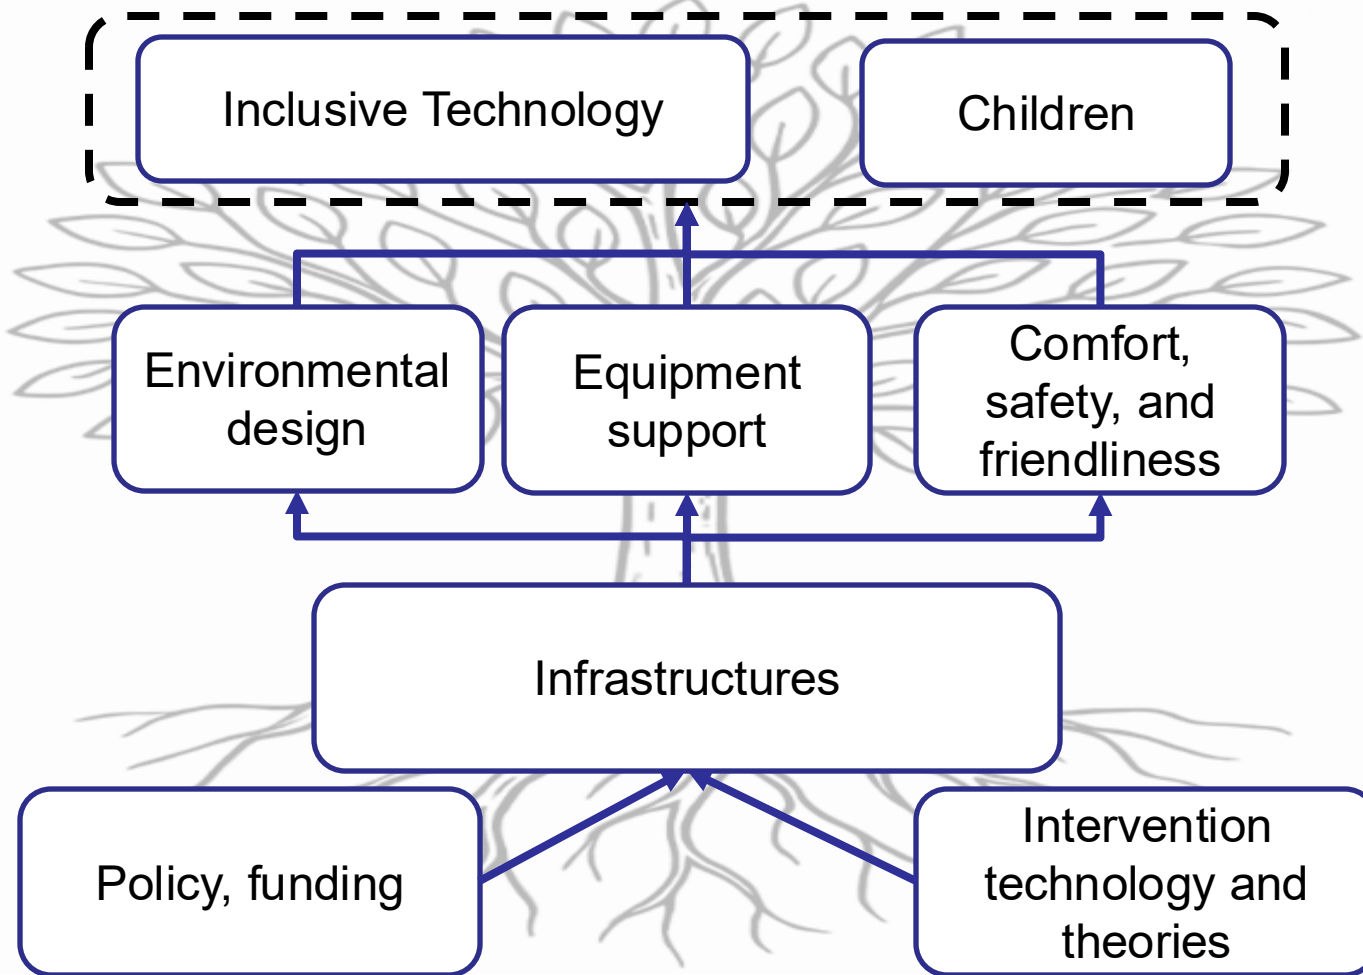 Inclusive Technology
Children
Environmental
design
Equipment
support
Comfort,
safety, and
friendliness
Infrastructures
Policy, funding
Intervention
technology and
theories